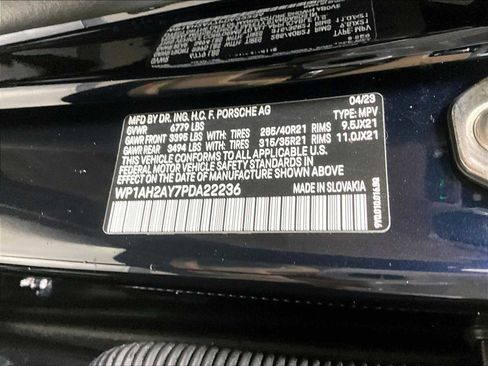 MFD BY DR. ING. H.C. F. PORSCHE AG 04/23
GVWR 6779 LBS TYPE: MPV
GAWR FRONT 3395 LBS WITH: TIRES 285/40R21 RIMS 9.5JX21
GAWR REAR 3494 LBS WITH: TIRES 315/35R21 RIMS 11.0JX21
THIS VEHICLE CONFORMS TO ALL APPLICABLE U.S.
FEDERAL MOTOR VEHICLE SAFETY STANDARDS IN
EFFECT ON THE DATE OF MANUFACTURE SHOWN ABOVE
WP1AH2AY7PDA22236 MADE IN SLOVAKIA